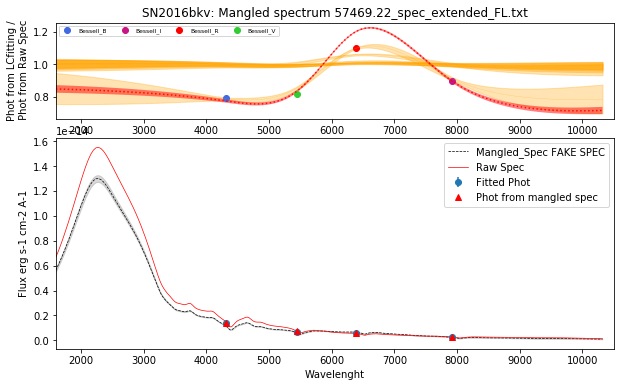 SN2016bkv: Mangled spectrum 57469.22_spec_extended_FL.txt
Phot from LCfitting /
Phot from Raw Spec
Bessell_B Bessell_I Bessell_R Bessell_V
1.2
1.0
0.8
2000 3000 4000 5000 6000 7000 8000 9000 10000
1e−14
Flux erg s-1 cm-2 A-1
1.6
1.4
1.2
1.0
0.8
0.6
0.4
0.2
0.0
Mangled_Spec FAKE SPEC
Raw Spec
Fitted Phot
Phot from mangled spec
2000 3000 4000 5000 6000 7000 8000 9000 10000
Wavelenght